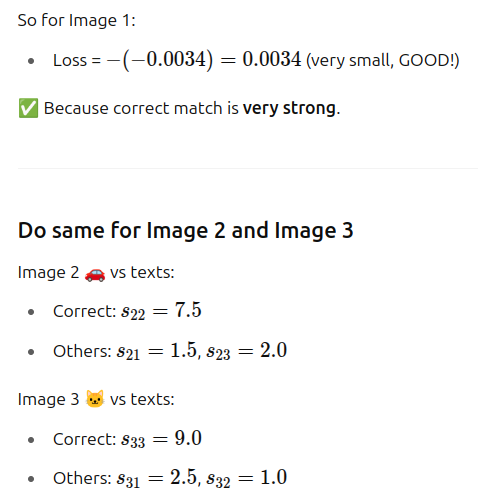 So for Image 1:
• Loss = −(−0.0034) = 0.0034 (very small, GOOD!)
✅ Because correct match is very strong.
Do same for Image 2 and Image 3
Image 2 🚗 vs texts:
• Correct: s₂₂ = 7.5
• Others: s₂₁ = 1.5, s₂₃ = 2.0
Image 3 🐱 vs texts:
• Correct: s₃₃ = 9.0
• Others: s₃₁ = 2.5, s₃₂ = 1.0